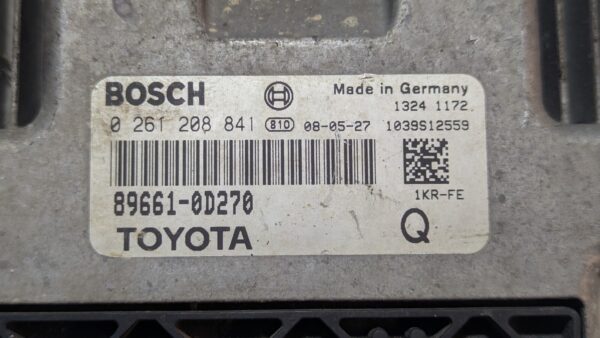 BOSCH Made in Germany
1324 1172
0 261 208 841 810 08-05-27 1039S12559
89661-0D270 1KR-FE
TOYOTA Q